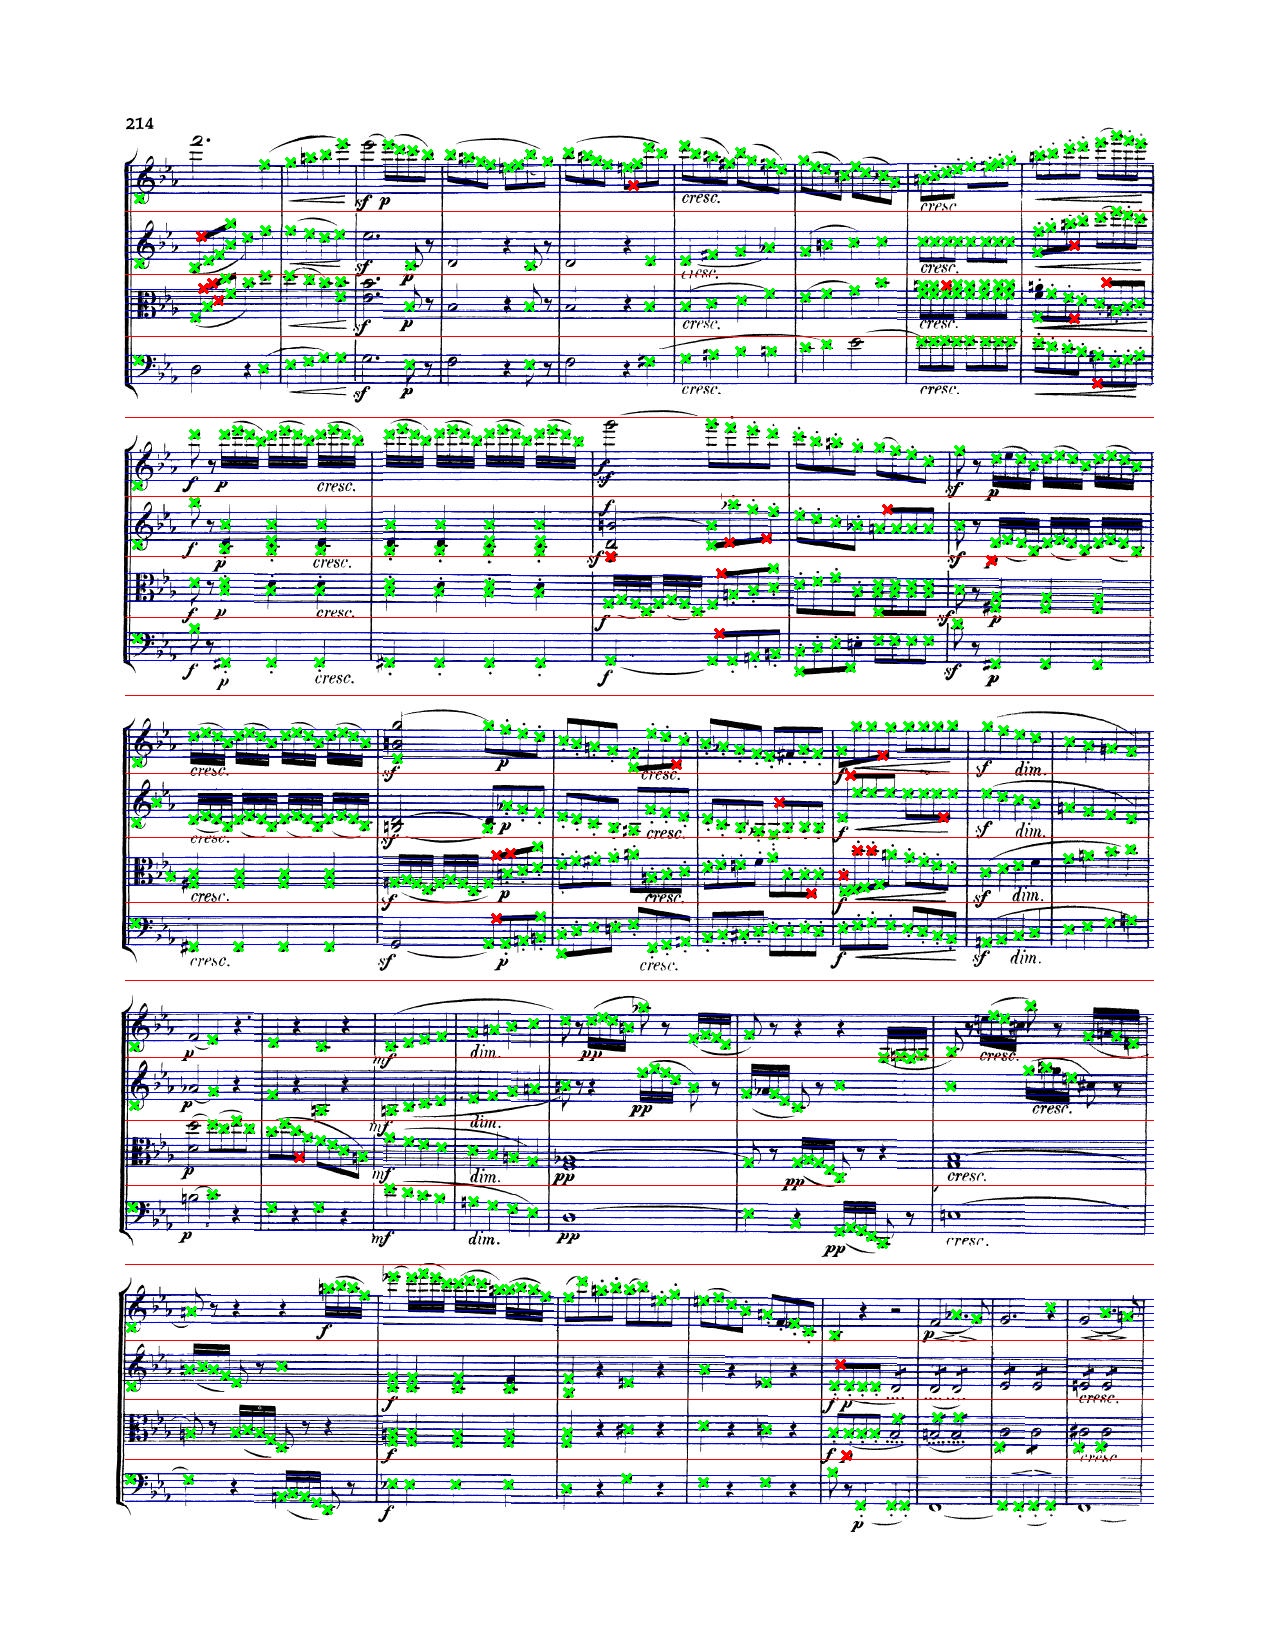 214
sf p cresc. cresc
sf p cresc. cresc.
sf p cresc. cresc.
sf p cresc. cresc.
f p cresc. f sf sf p
f p cresc. f sf sf p
f p cresc. f sf p
f p cresc. f sf p
cresc. sf p cresc. f sf dim.
cresc. sf p cresc. f sf dim.
cresc. sf p cresc. f sf dim.
cresc. sf p cresc. f sf dim.
p mf dim. pp cresc.
p mf dim. pp cresc.
p mf dim. pp pp cresc.
p mf dim. pp pp cresc.
f p
f f p cresc.
f f cresc
f p